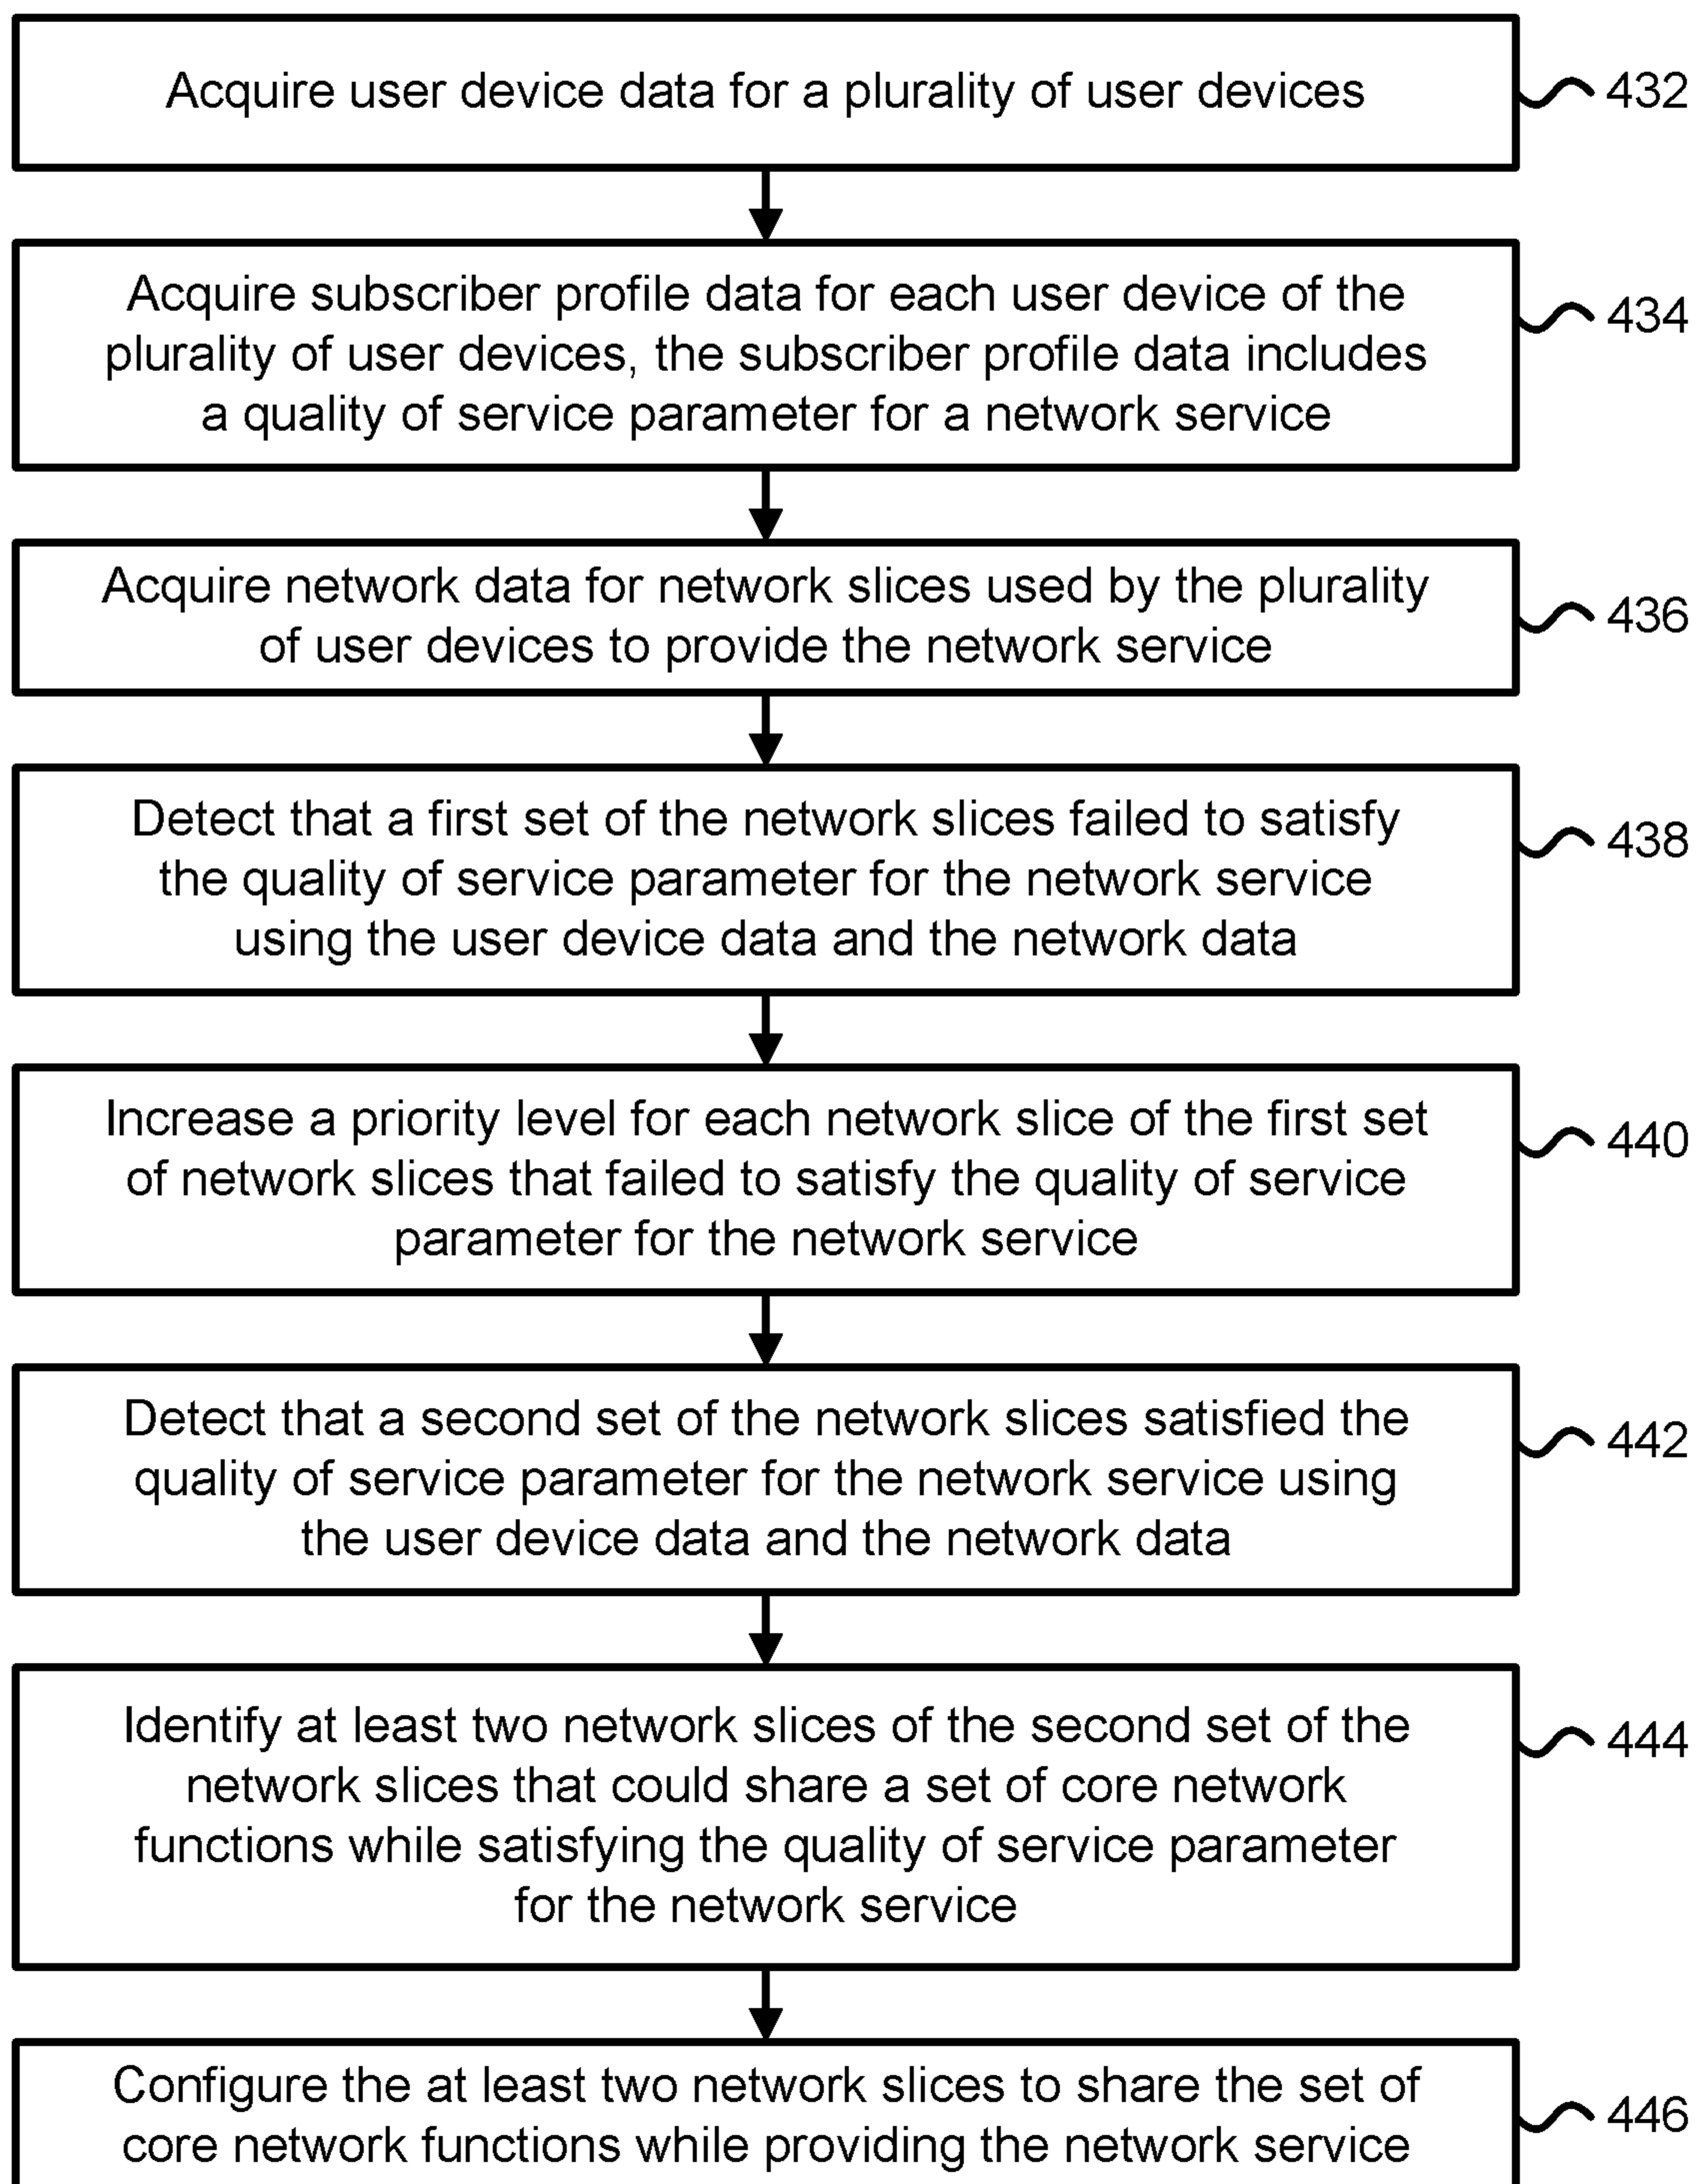 Acquire user device data for a plurality of user devices
432
Acquire subscriber profile data for each user device of the
plurality of user devices, the subscriber profile data includes
a quality of service parameter for a network service
434
Acquire network data for network slices used by the plurality
of user devices to provide the network service
436
Detect that a first set of the network slices failed to satisfy
the quality of service parameter for the network service
using the user device data and the network data
438
Increase a priority level for each network slice of the first set
of network slices that failed to satisfy the quality of service
parameter for the network service
440
Detect that a second set of the network slices satisfied the
quality of service parameter for the network service using
the user device data and the network data
442
Identify at least two network slices of the second set of the
network slices that could share a set of core network
functions while satisfying the quality of service parameter
for the network service
444
Configure the at least two network slices to share the set of
core network functions while providing the network service
446